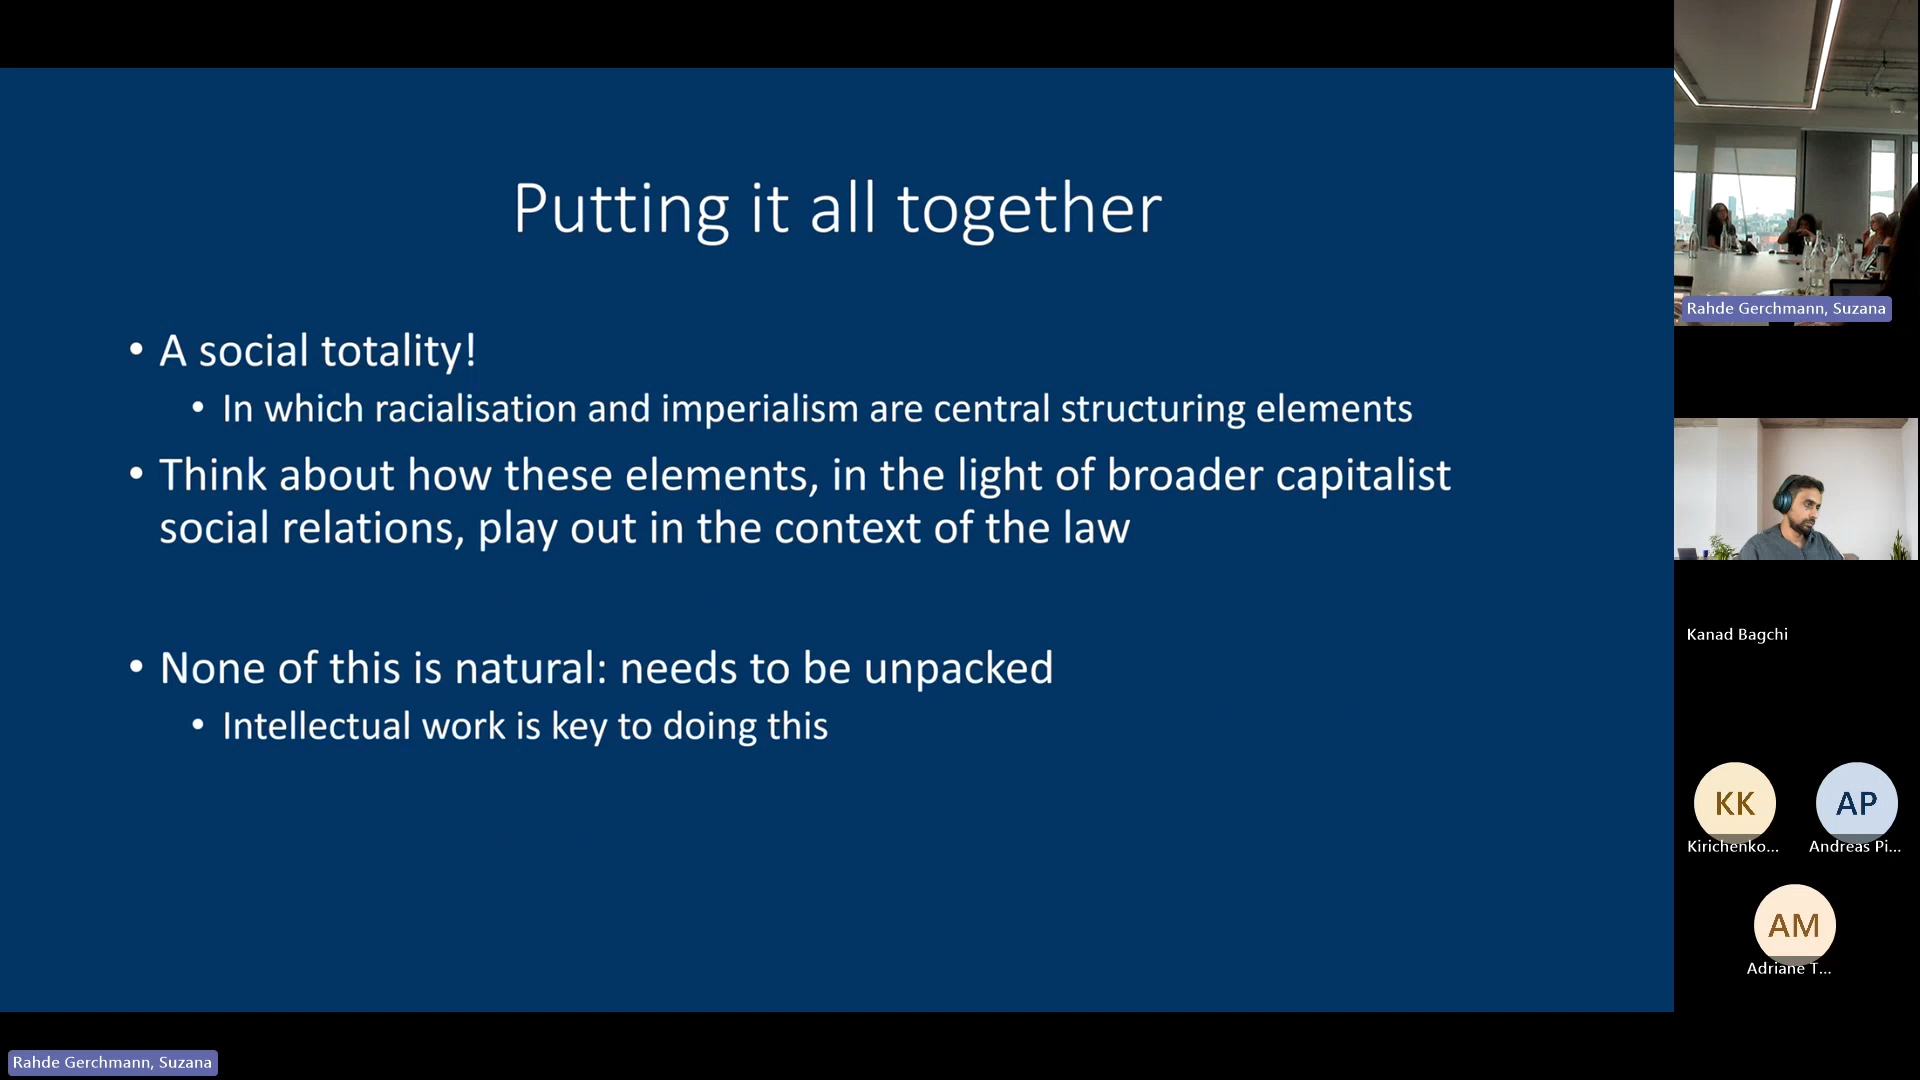 Putting it all together
• A social totality!
• In which racialisation and imperialism are central structuring elements
• Think about how these elements, in the light of broader capitalist
social relations, play out in the context of the law
• None of this is natural: needs to be unpacked
• Intellectual work is key to doing this
Rahde Gerchmann, Suzana
Kanad Bagchi
KK
AP
Kirichenko...
Andreas Pi...
AM
Adriane T...
Rahde Gerchmann, Suzana